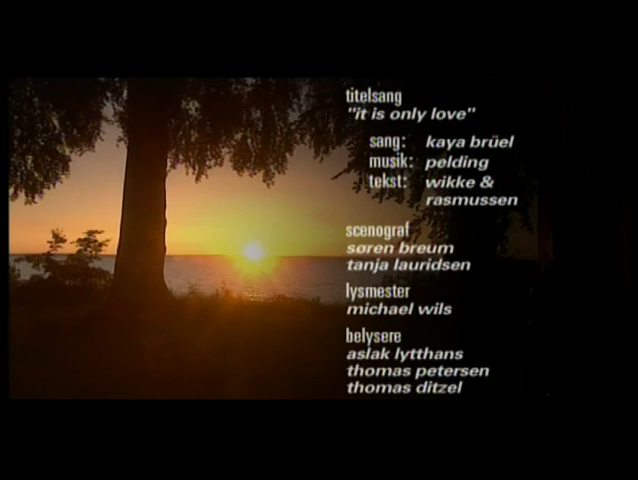 titelsang
"it is only love"
sang: kaya brüel
musik: pelding
tekst: wikke &
rasmussen
scenograf
søren breum
tanja lauridsen
lysmester
michael wils
belysere
aslak lytthans
thomas petersen
thomas ditzel